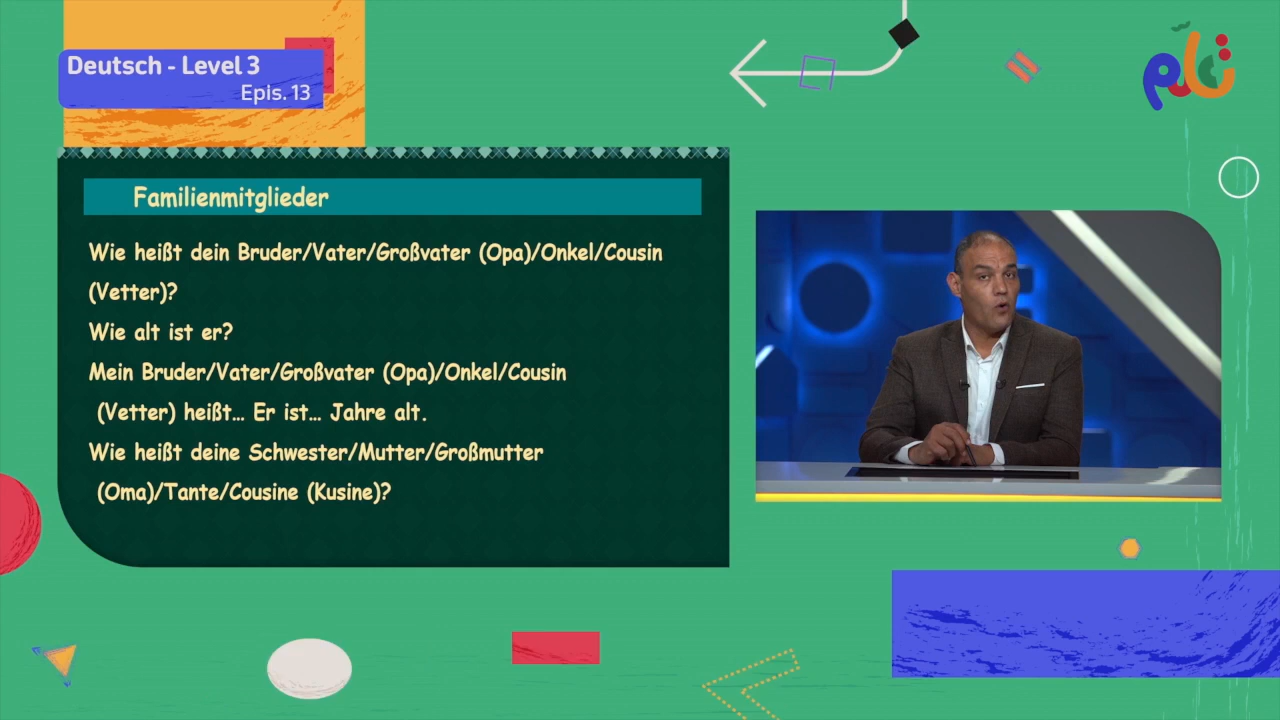 Deutsch - Level 3
Epis. 13
Familienmitglieder
Wie heißt dein Bruder/Vater/Großvater (Opa)/Onkel/Cousin
(Vetter)?
Wie alt ist er?
Mein Bruder/Vater/Großvater (Opa)/Onkel/Cousin
(Vetter) heißt... Er ist... Jahre alt.
Wie heißt deine Schwester/Mutter/Großmutter
(Oma)/Tante/Cousine (Kusine)?